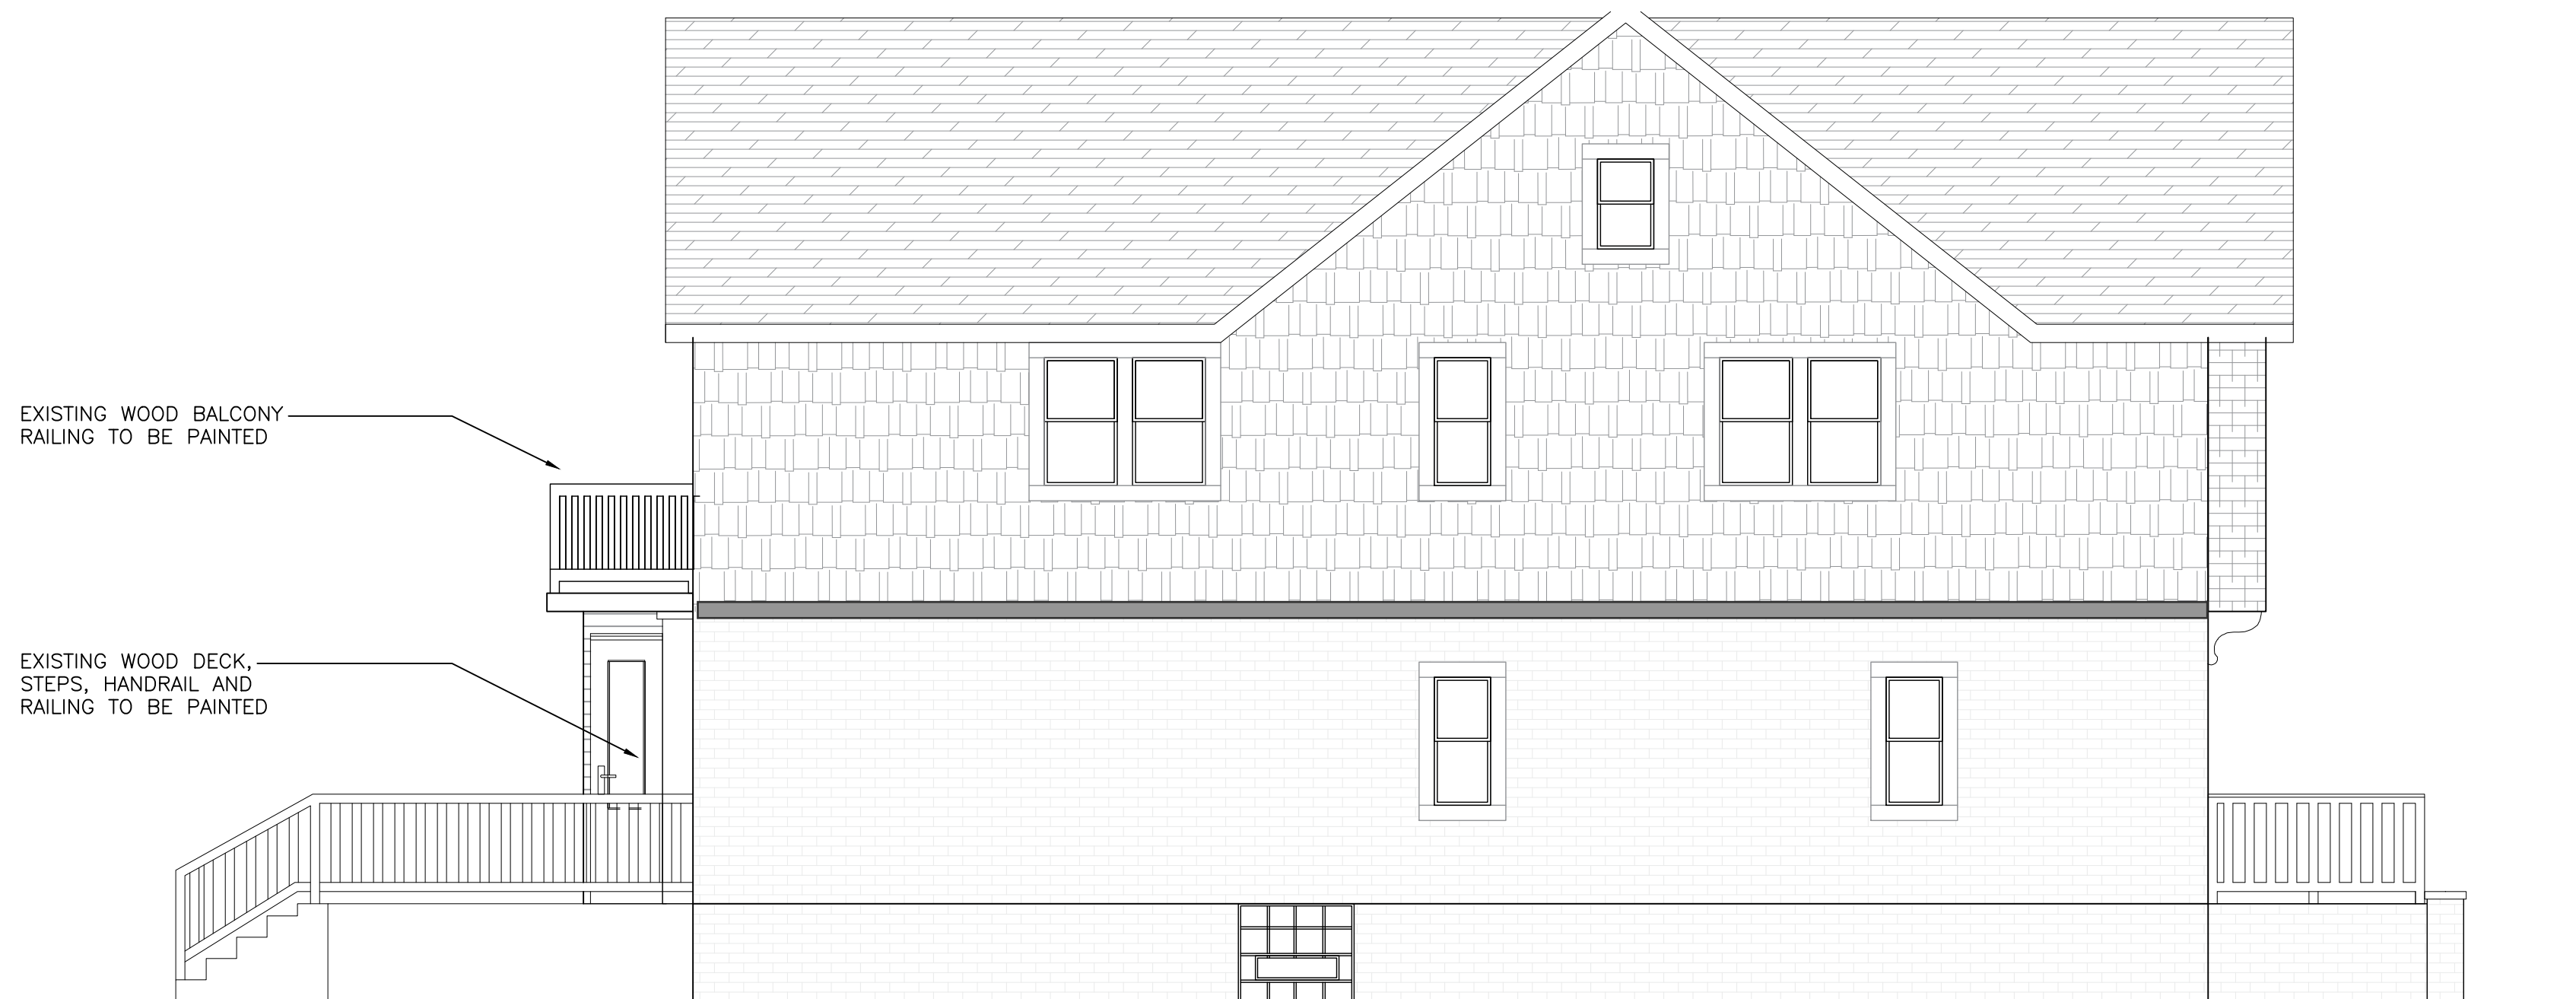 EXISTING WOOD BALCONY
RAILING TO BE PAINTED
EXISTING WOOD DECK,
STEPS, HANDRAIL AND
RAILING TO BE PAINTED